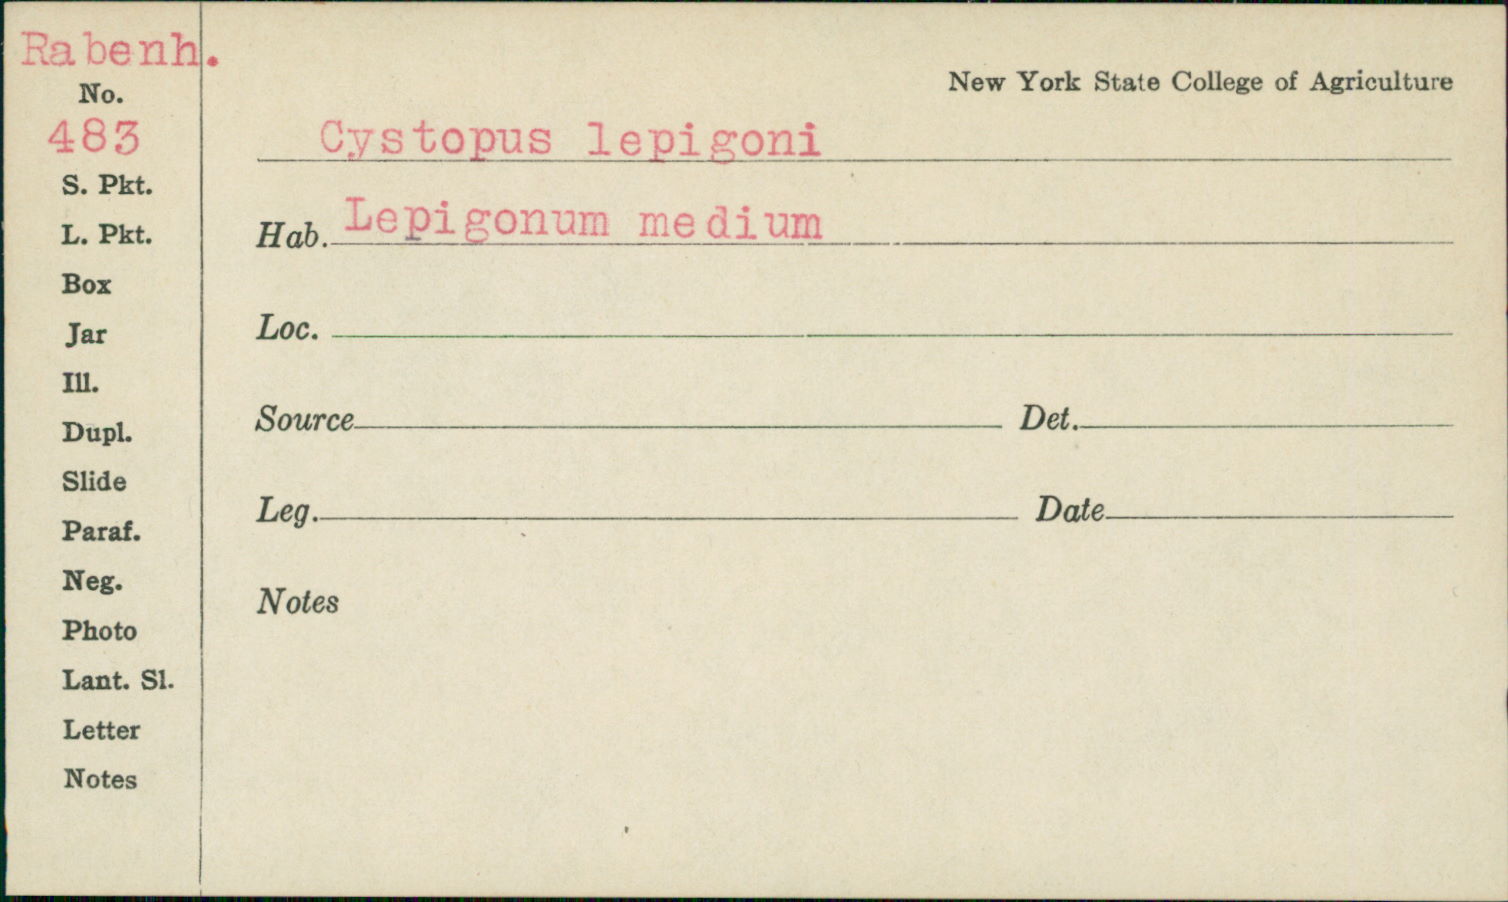 Rabenh.
No.
483
S. Pkt.
L. Pkt.
Box
Jar
Ill.
Dupl.
Slide
Paraf.
Neg.
Photo
Lant. Sl.
Letter
Notes
New York State College of Agriculture
Cystopus lepigoni
Hab. Lepigonum medium
Loc.
Source Det.
Leg. Date
Notes